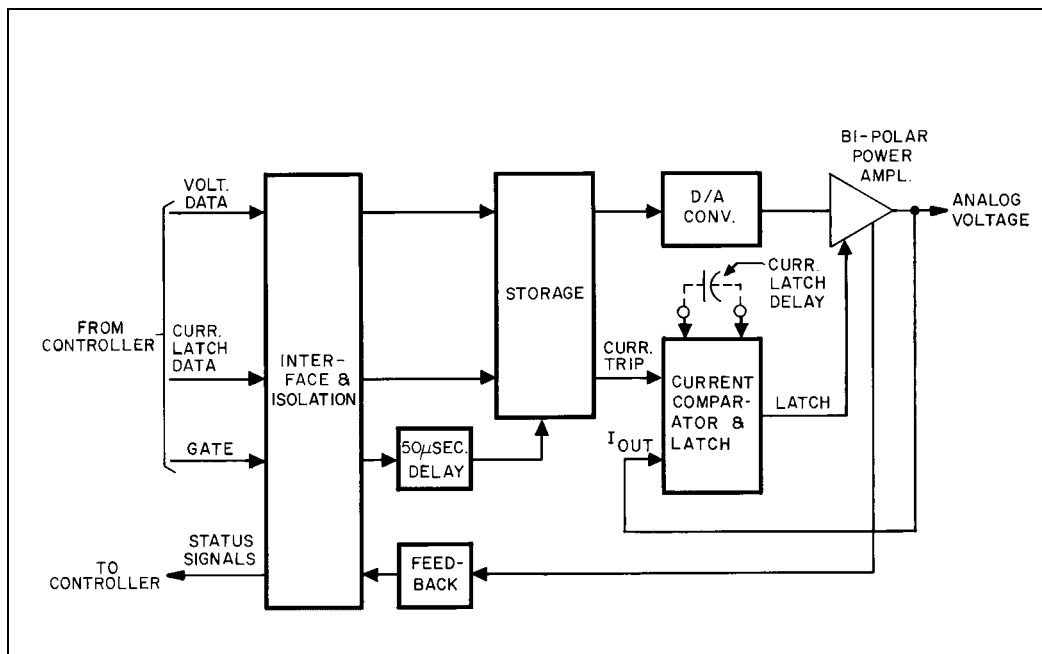 BI-POLAR
POWER
AMPL.
VOLT.
DATA
D/A
CONV.
ANALOG
VOLTAGE
CURR.
LATCH
DELAY
STORAGE
FROM
CONTROLLER
CURR.
LATCH
DATA
INTER-
FACE &
ISOLATION
CURR.
TRIP
CURRENT
COMPAR-
ATOR &
LATCH
LATCH
GATE
50μSEC.
DELAY
IOUT
STATUS
SIGNALS
TO
CONTROLLER
FEED-
BACK